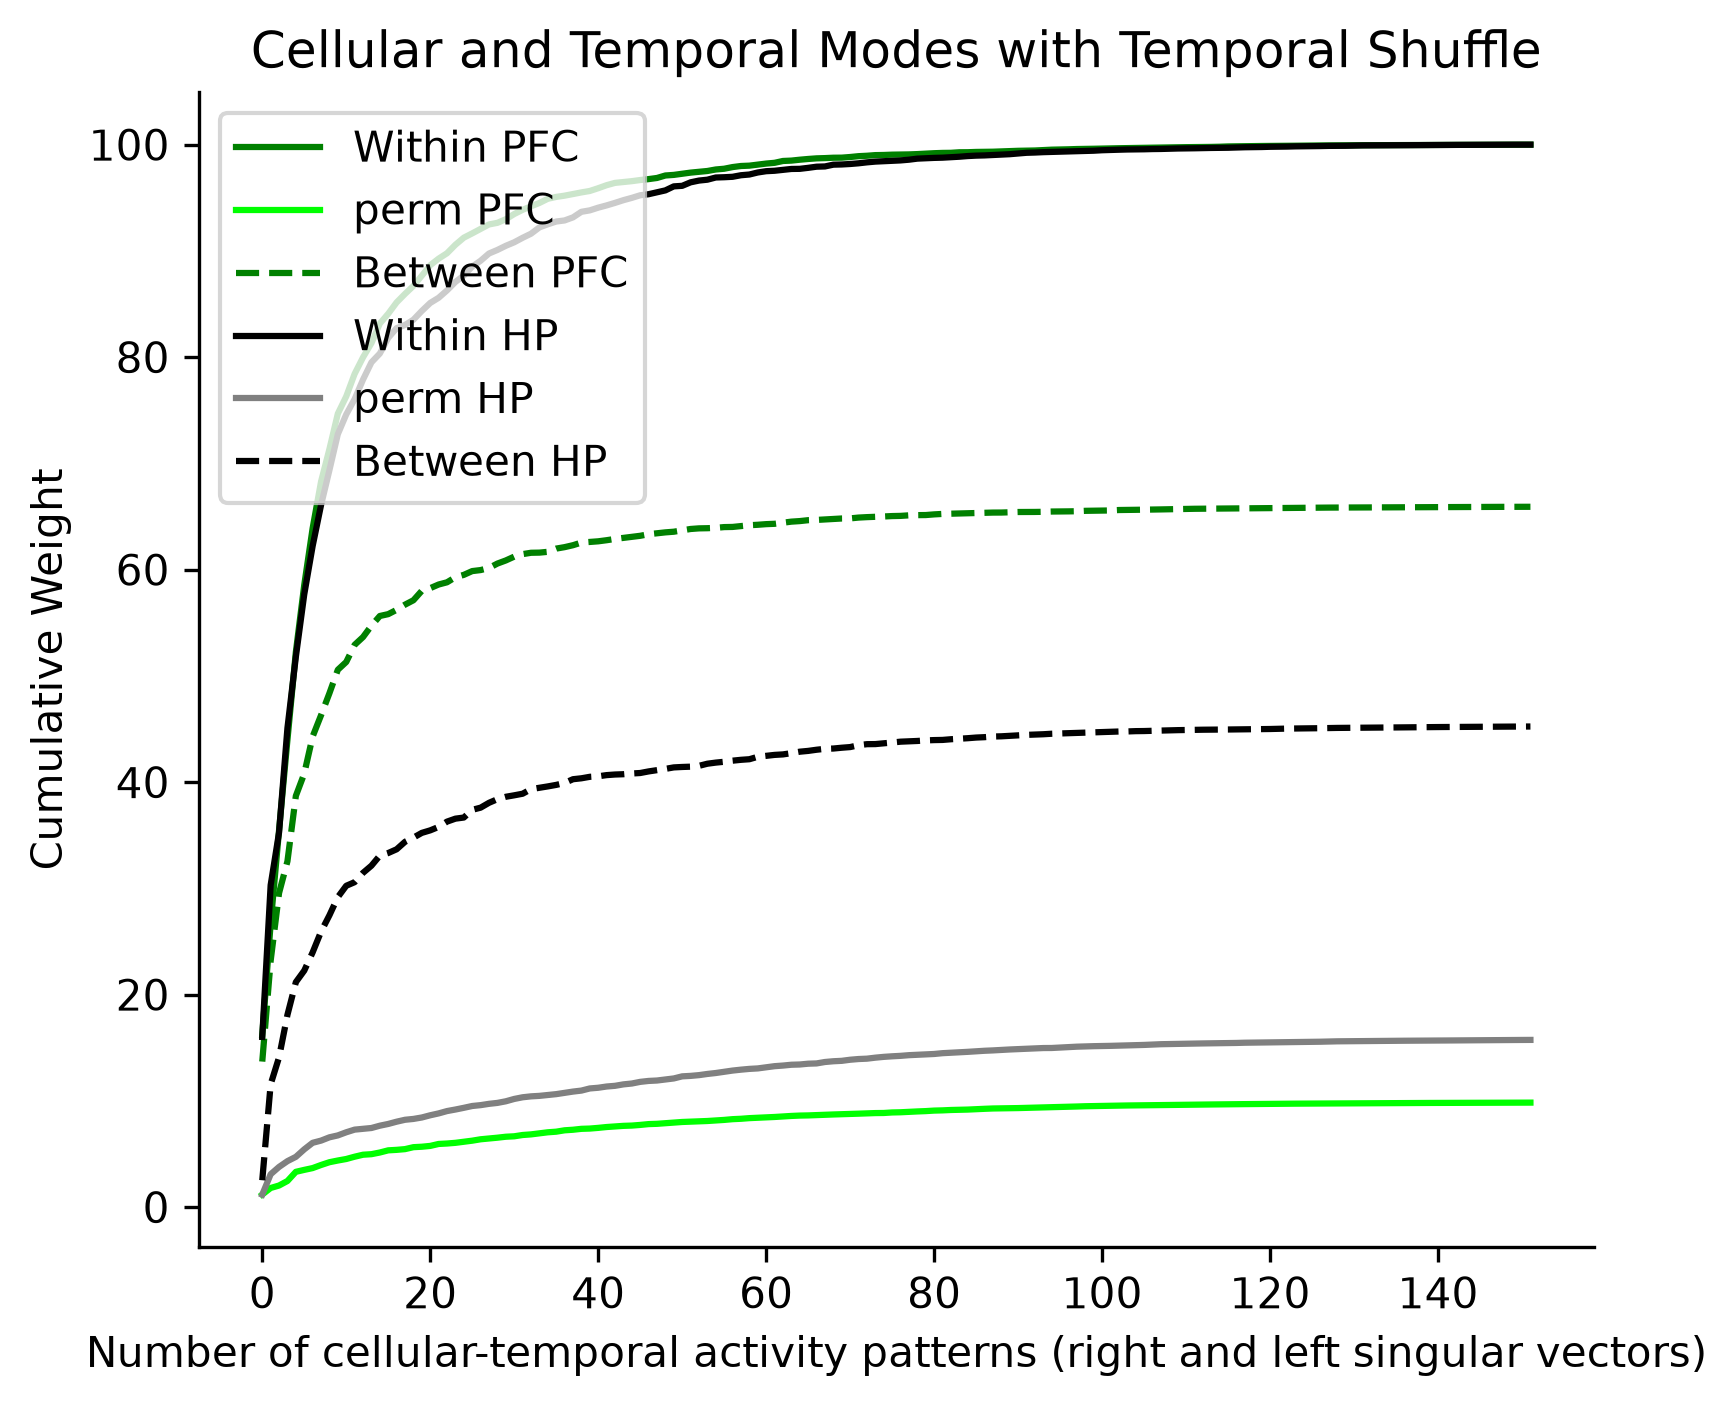 Cellular and Temporal Modes with Temporal Shuffle
Within PFC
perm PFC
Between PFC
Within HP
perm HP
Between HP
Cumulative Weight
100
80
60
40
20
0
0 20 40 60 80 100 120 140
Number of cellular-temporal activity patterns (right and left singular vectors)